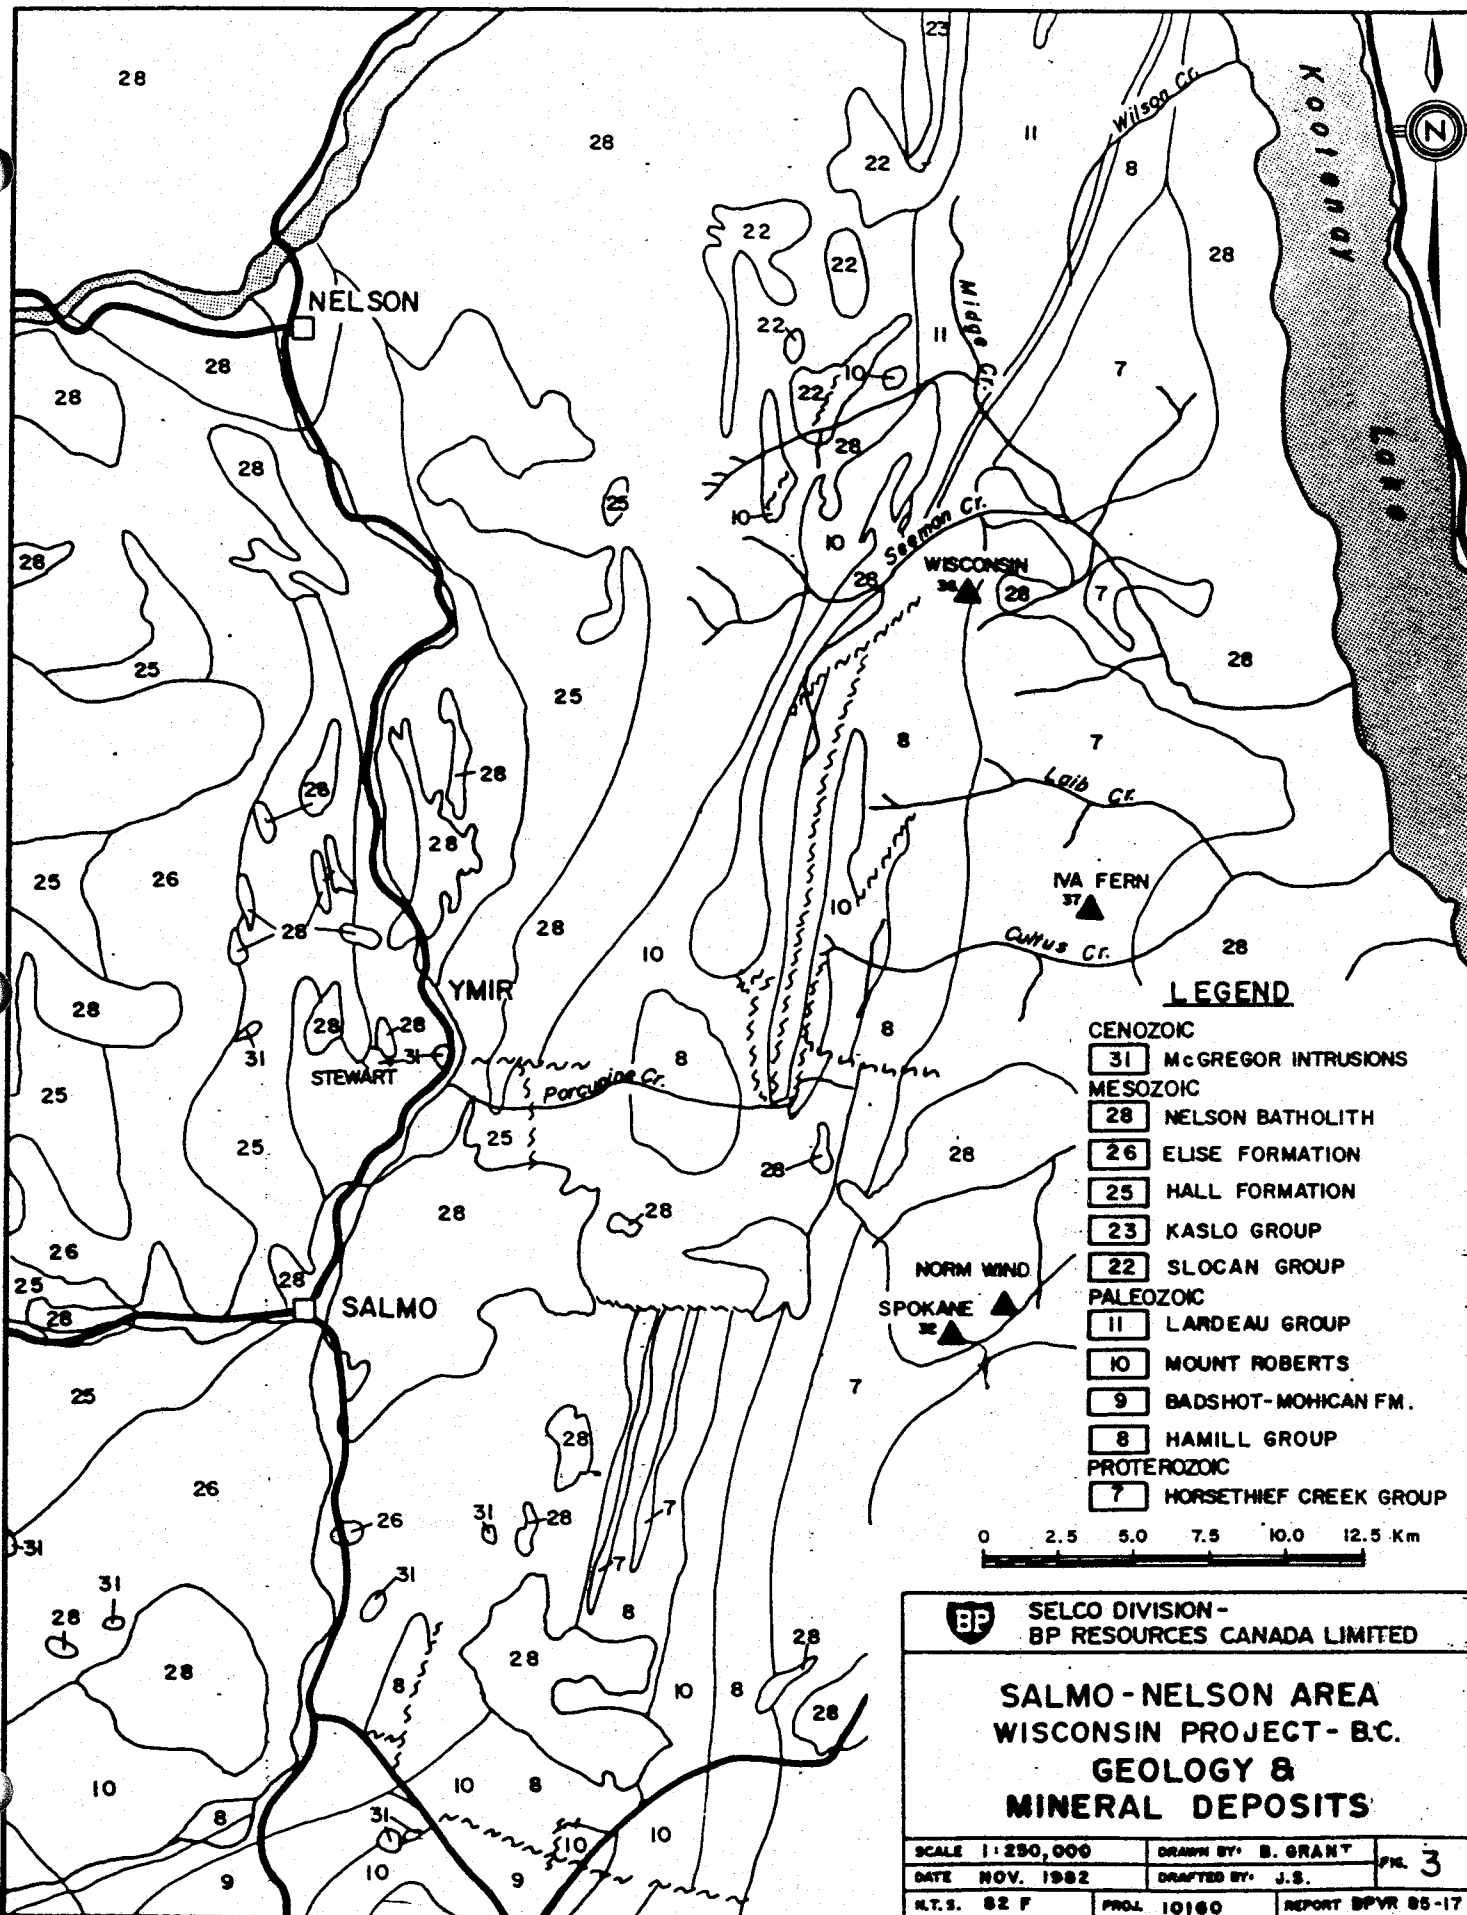 28
23
Wilson Cr.
Kootenay
Lake
N
28
11
8
22
22
22
28
Midge Cr.
NELSON
22
11
28
10
7
28
22
28
28
25
10
10
Seeman Cr.
28
28
WISCONSIN
36
28
7
25
25
28
8
7
28
28
Laib Cr.
28
25
26
IVA FERN
37
10
28
28
10
Cultus Cr.
28
YMIR
28
28
28
31
31
8
8
STEWART
Porcupine Cr.
25
25
25
28
28
28
28
26
25
28
28
NORM WIND
SALMO
SPOKANE
32
25
7
28
26
26
31
28
7
31
7
31
31
28
8
28
28
28
8
10
8
28
10
10
8
8
31
10
10
9
10
9
LEGEND
CENOZOIC
31 McGREGOR INTRUSIONS
MESOZOIC
28 NELSON BATHOLITH
26 ELISE FORMATION
25 HALL FORMATION
23 KASLO GROUP
22 SLOCAN GROUP
PALEOZOIC
11 LARDEAU GROUP
10 MOUNT ROBERTS
9 BADSHOT-MOHICAN FM.
8 HAMILL GROUP
PROTEROZOIC
7 HORSETHIEF CREEK GROUP
0 2.5 5.0 7.5 10.0 12.5 Km
BP
SELCO DIVISION-
BP RESOURCES CANADA LIMITED
SALMO-NELSON AREA
WISCONSIN PROJECT-B.C.
GEOLOGY &
MINERAL DEPOSITS
SCALE 1:250,000 DRAWN BY: B. GRANT FIG. 3
DATE NOV. 1982 DRAFTED BY: J.S.
N.T.S. 82 F PROJ. 10160 REPORT BPVR 85-17